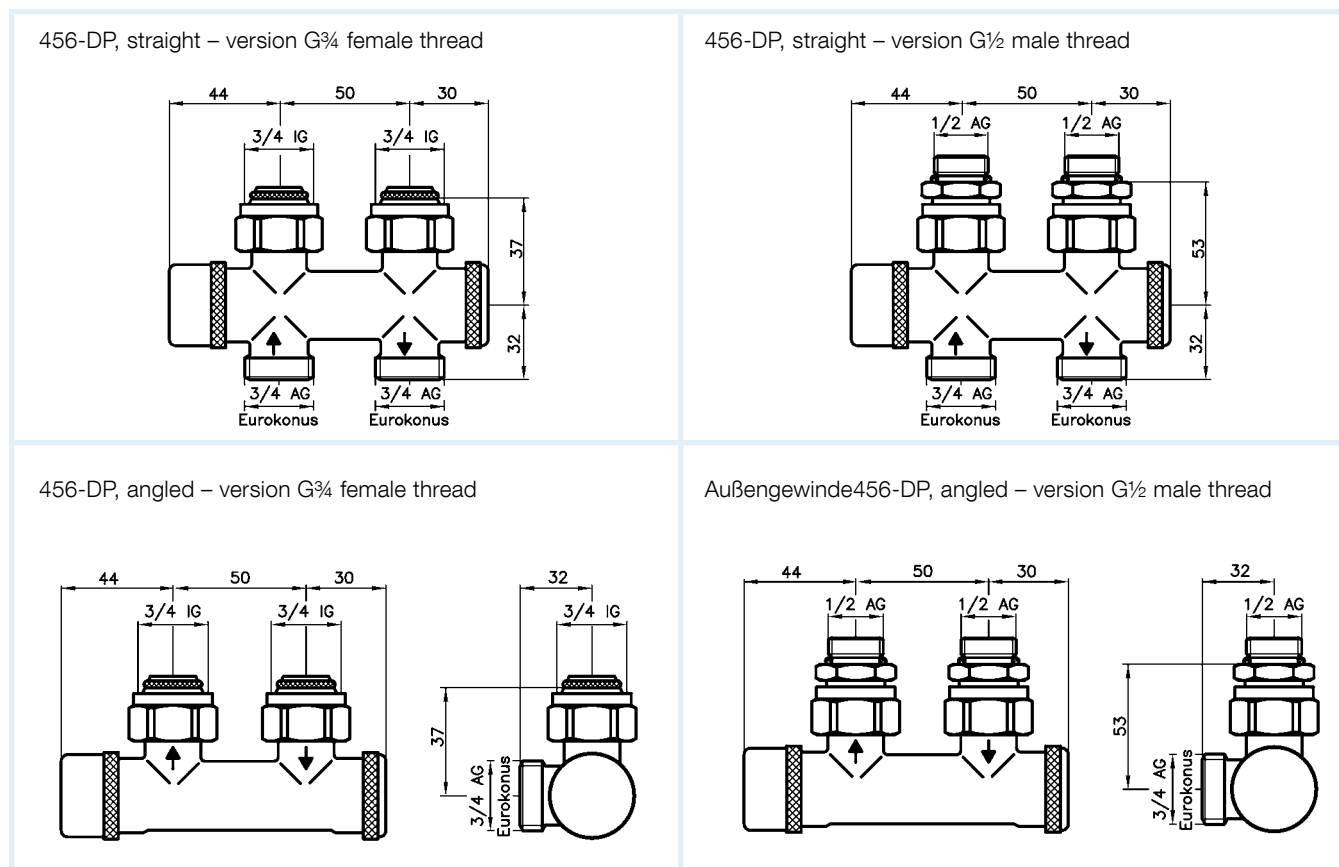 456-DP, straight – version G¾ female thread
44 50 30
3/4 IG 3/4 IG
37
32
3/4 AG 3/4 AG
Eurokonus Eurokonus
456-DP, straight – version G½ male thread
44 50 30
1/2 AG 1/2 AG
53
32
3/4 AG 3/4 AG
Eurokonus Eurokonus
456-DP, angled – version G¾ female thread
44 50 30 32
3/4 IG 3/4 IG 3/4 IG
37
3/4 AG
Eurokonus
Außengewinde456-DP, angled – version G½ male thread
44 50 30 32
1/2 AG 1/2 AG 1/2 AG
53
3/4 AG
Eurokonus